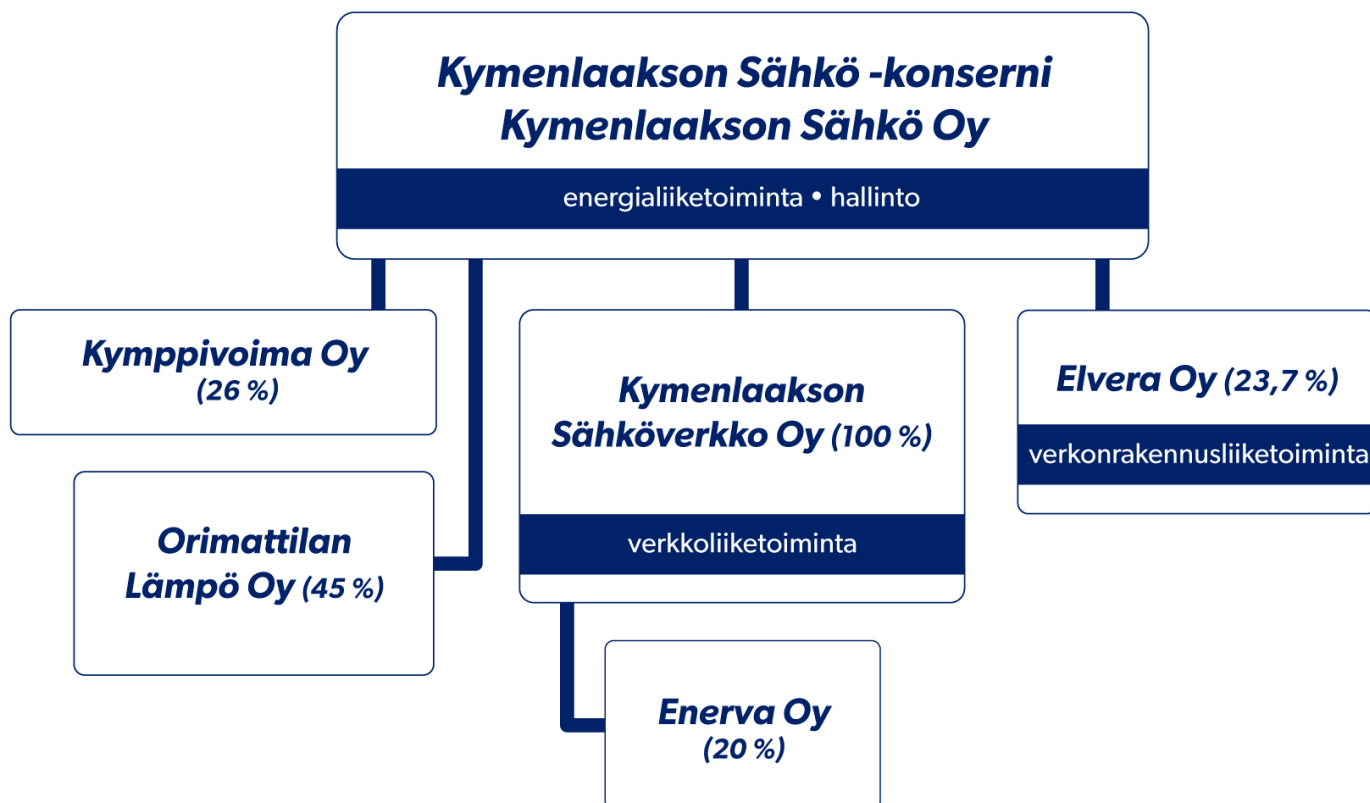 Kymenlaakson Sähkö -konserni
Kymenlaakson Sähkö Oy
energialiiketoiminta • hallinto
Kymppivoima Oy
(26 %)
Orimattilan
Lämpö Oy (45 %)
Kymenlaakson
Sähköverkko Oy (100 %)
verkkoliiketoiminta
Elvera Oy (23,7 %)
verkonrakennusliiketoiminta
Enerva Oy
(20 %)